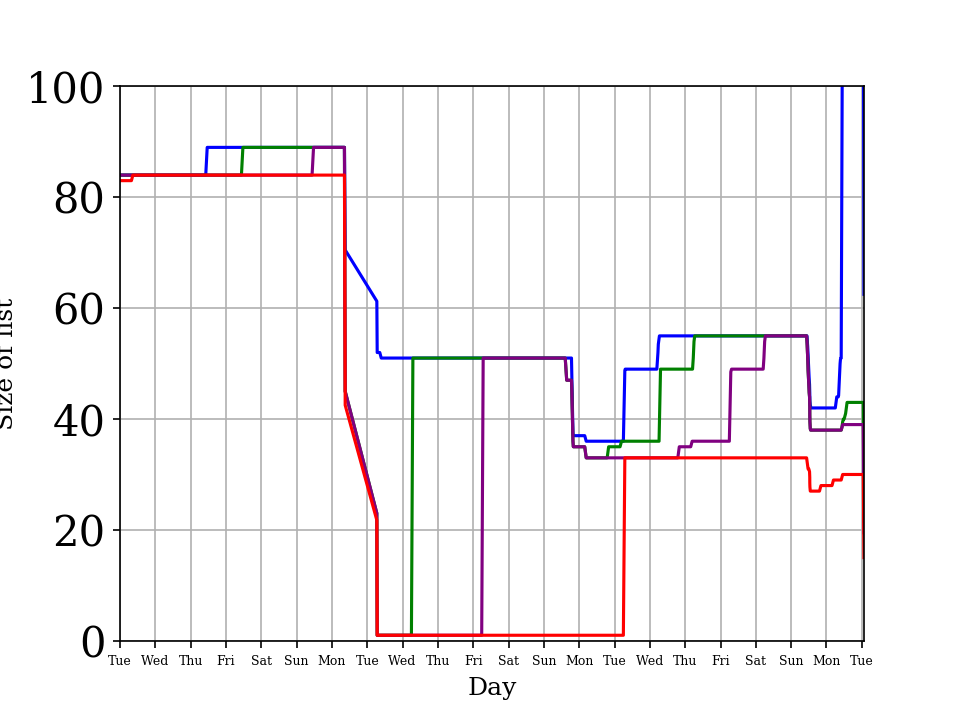 100
80
60
40
20
0
Size of list
Tue Wed Thu Fri Sat Sun Mon Tue Wed Thu Fri Sat Sun Mon Tue Wed Thu Fri Sat Sun Mon Tue
Day